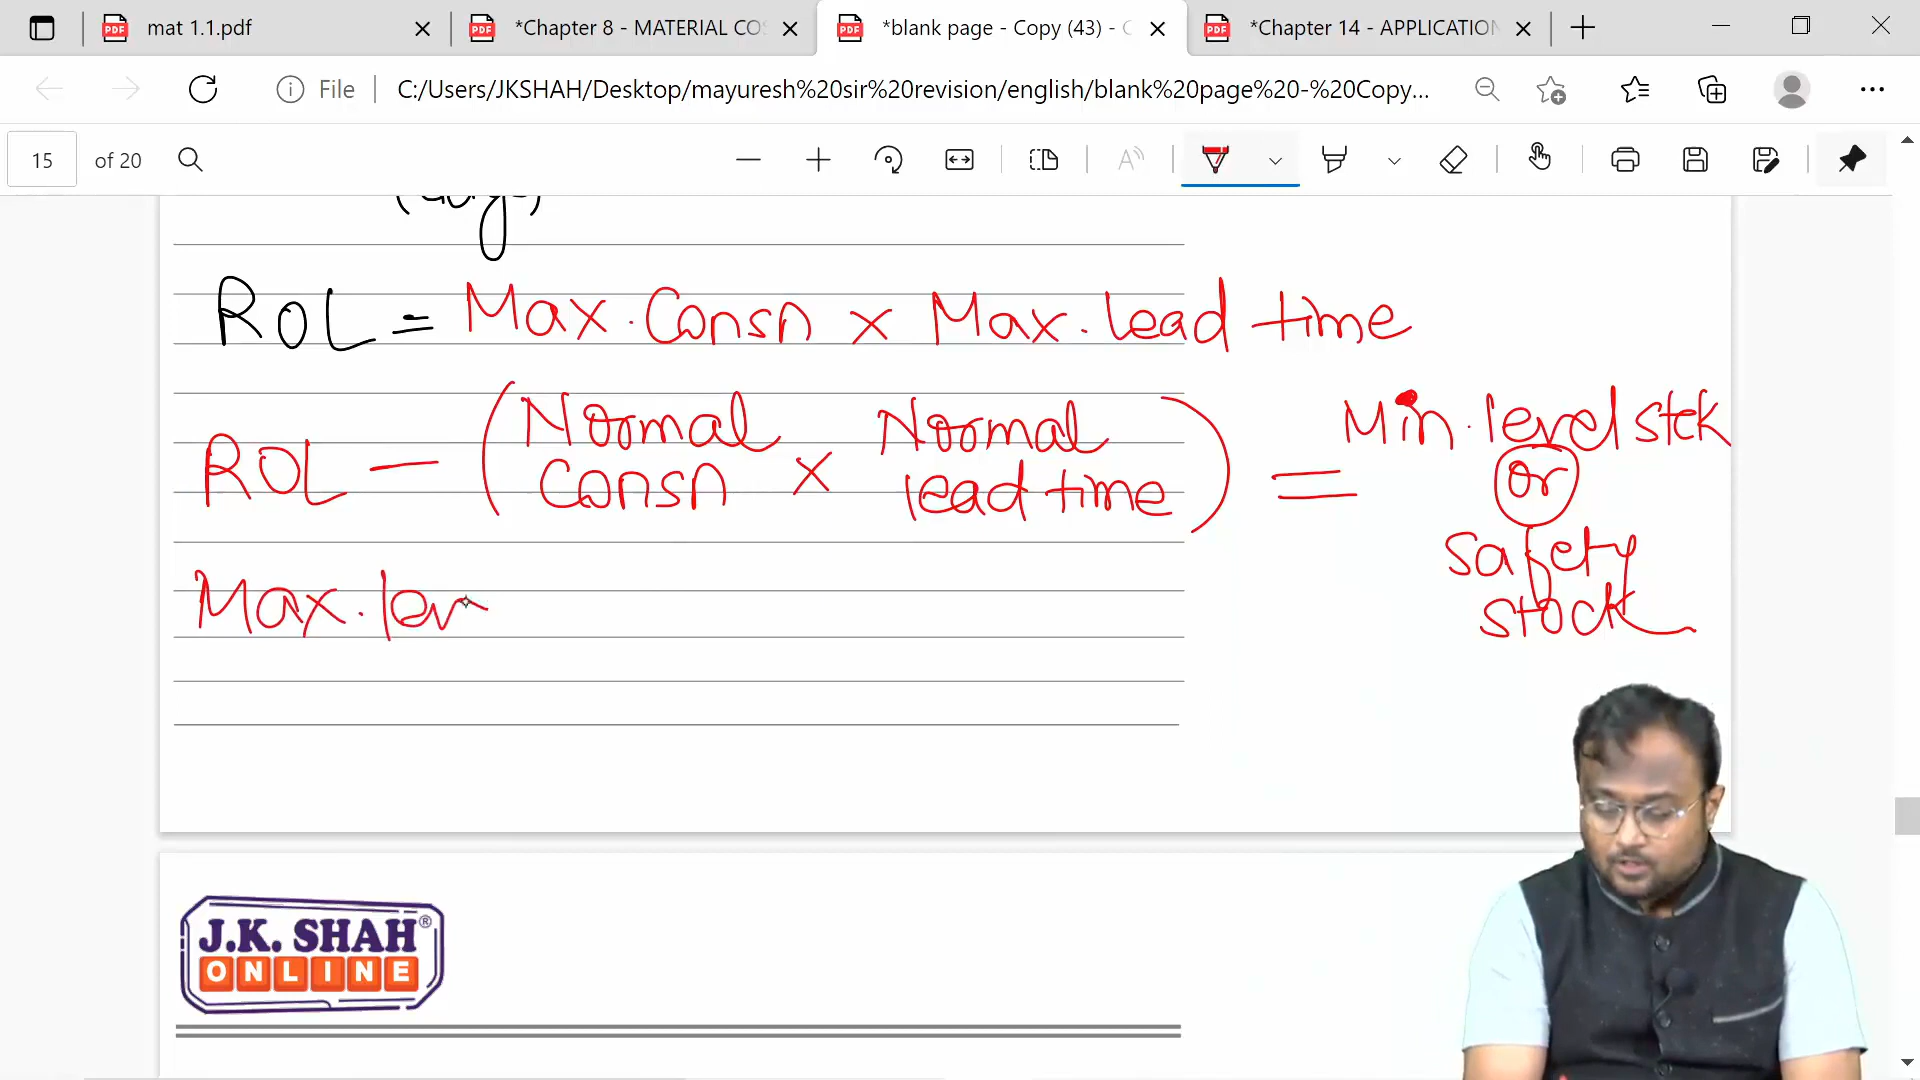 mat 1.1.pdf
*Chapter 8 - MATERIAL COS
*blank page - Copy (43) - C
*Chapter 14 - APPLICATION
File
C:/Users/JKSHAH/Desktop/mayuresh%20sir%20revision/english/blank%20page%20-%20Copy...
15 of 20
(days)
ROL = Max. Consn x Max. lead time
ROL — (Normal Consn x Normal lead time) = Min. level stck
or
safety
stock
Max. lev
J.K. SHAH®
ONLINE